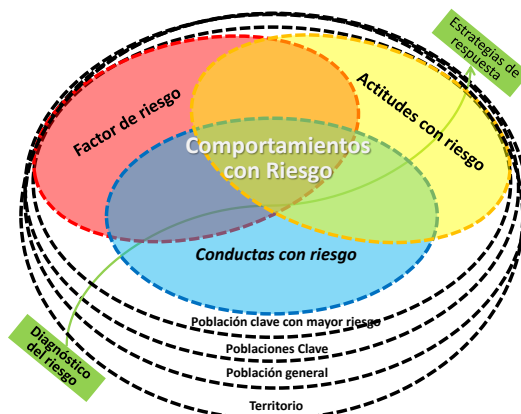 Estrategias de
respuesta
Factor de riesgo
Actitudes con riesgo
Comportamientos
con Riesgo
Conductas con riesgo
Diagnóstico
del riesgo
Población clave con mayor riesgo
Poblaciones Clave
Población general
Territorio